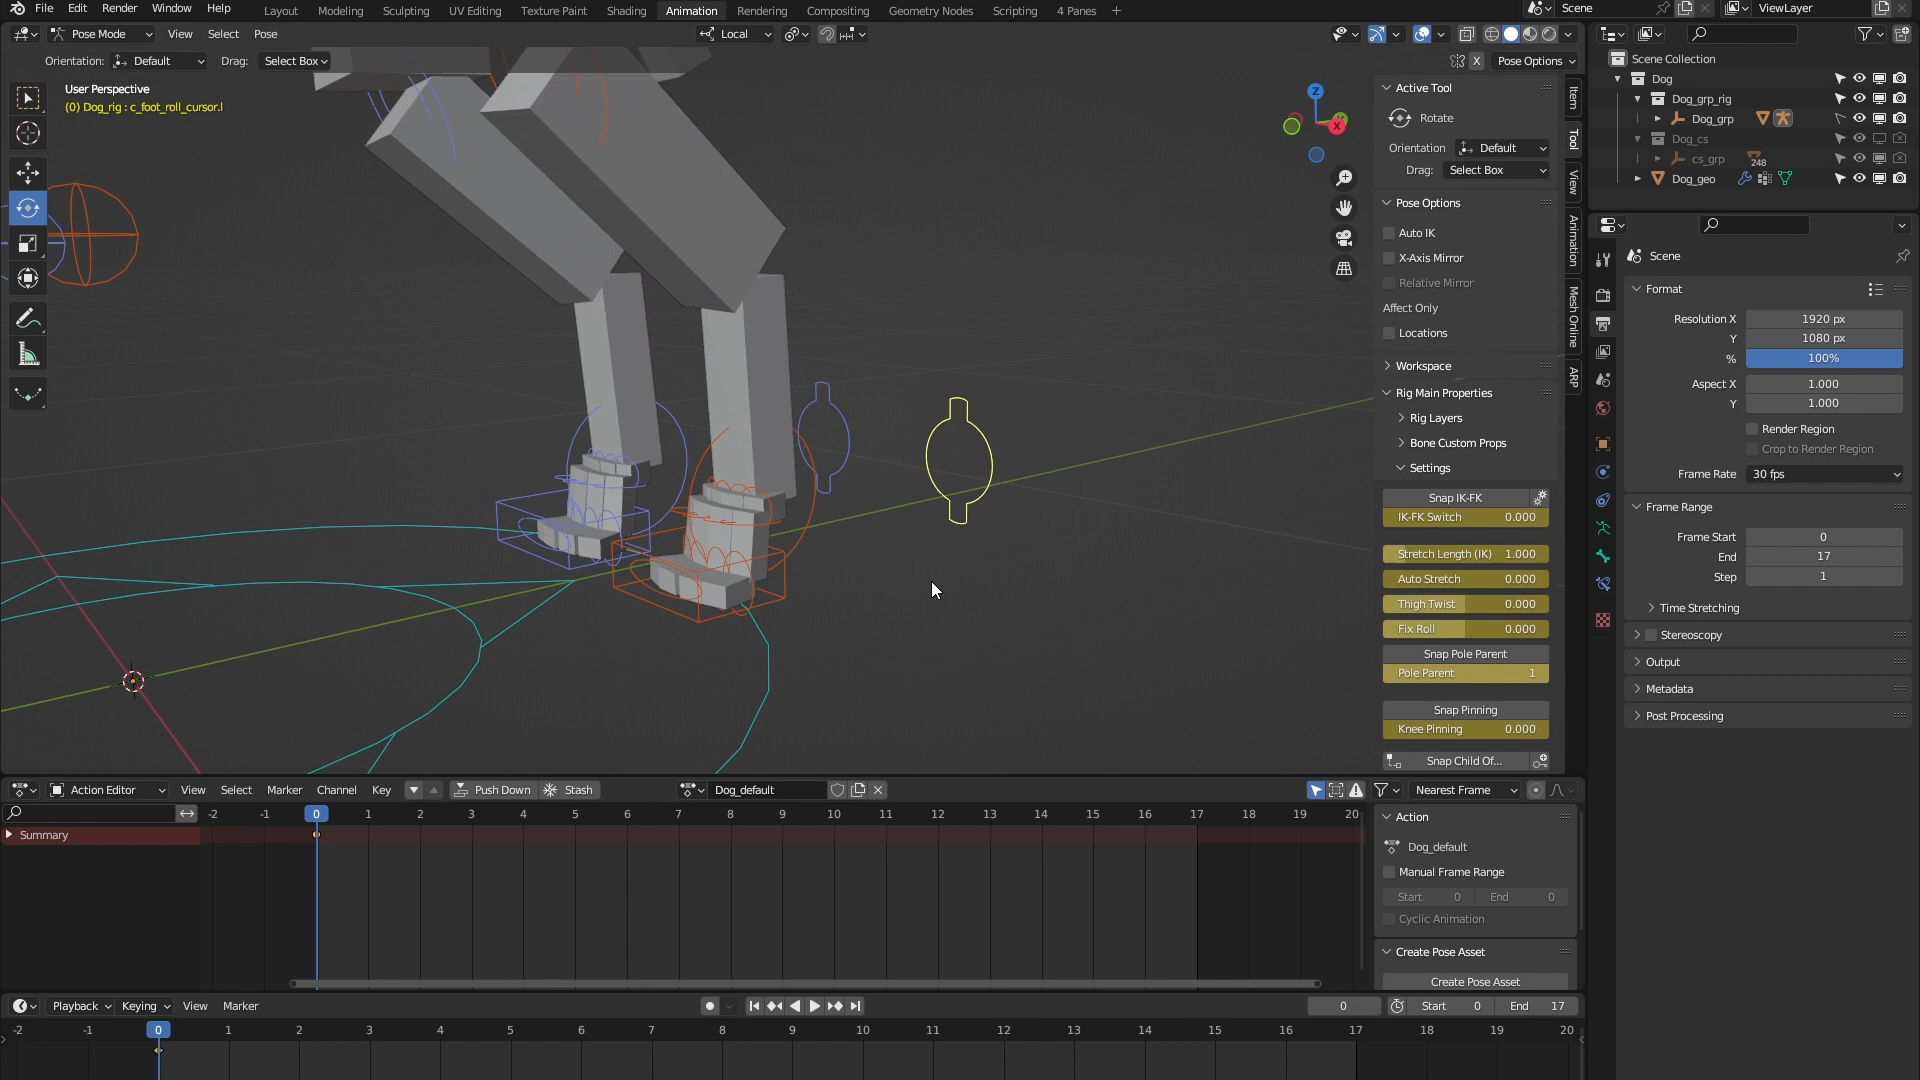 File Edit Render Window Help Layout Modeling Sculpting UV Editing Texture Paint Shading Animation Rendering Compositing Geometry Nodes Scripting 4 Panes + Scene ViewLayer
Pose Mode View Select Pose Local
Orientation: Default Drag: Select Box X Pose Options
User Perspective
(0) Dog_rig : c_foot_roll_cursor.l
Z
X
Active Tool
Rotate
Orientation Default
Drag: Select Box
Pose Options
Auto IK
X-Axis Mirror
Relative Mirror
Affect Only
Locations
Workspace
Rig Main Properties
Rig Layers
Bone Custom Props
Settings
Snap IK-FK
IK-FK Switch 0.000
Stretch Length (IK) 1.000
Auto Stretch 0.000
Thigh Twist 0.000
Fix Roll 0.000
Snap Pole Parent
Pole Parent 1
Snap Pinning
Knee Pinning 0.000
Snap Child Of...
Item
Tool
View
Animation
Mesh Online
ARP
Scene Collection
Dog
Dog_grp_rig
Dog_grp
Dog_cs
cs_grp 248
Dog_geo
Scene
Format
Resolution X 1920 px
Y 1080 px
% 100%
Aspect X 1.000
Y 1.000
Render Region
Crop to Render Region
Frame Rate 30 fps
Frame Range
Frame Start 0
End 17
Step 1
Time Stretching
Stereoscopy
Output
Metadata
Post Processing
Action Editor View Select Marker Channel Key Push Down Stash Dog_default Nearest Frame
-2 -1 0 1 2 3 4 5 6 7 8 9 10 11 12 13 14 15 16 17 18 19 20
Summary
Action
Dog_default
Manual Frame Range
Start 0 End 0
Cyclic Animation
Create Pose Asset
Create Pose Asset
Playback Keying View Marker 0 Start 0 End 17
-2 -1 0 1 2 3 4 5 6 7 8 9 10 11 12 13 14 15 16 17 18 19 20